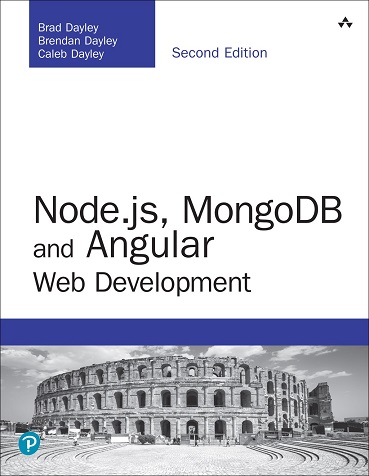 Brad Dayley
Brendan Dayley
Caleb Dayley
Second Edition
Node.js, MongoDB
and Angular
Web Development
P